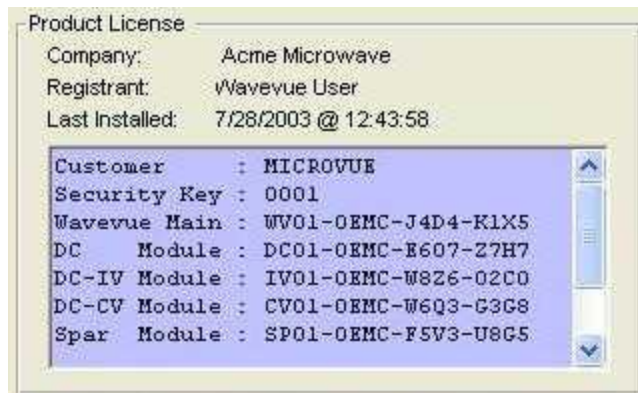 Product License
Company: Acme Microwave
Registrant: Wavevue User
Last Installed: 7/28/2003 @ 12:43:58
Customer : MICROVUE
Security Key : 0001
Wavevue Main : WV01-0EMC-J4D4-K1X5
DC Module : DC01-0EMC-E607-Z7H7
DC-IV Module : IV01-0EMC-W8Z6-02C0
DC-CV Module : CV01-0EMC-W6Q3-G3G8
Spar Module : SP01-0EMC-F5V3-U8G5